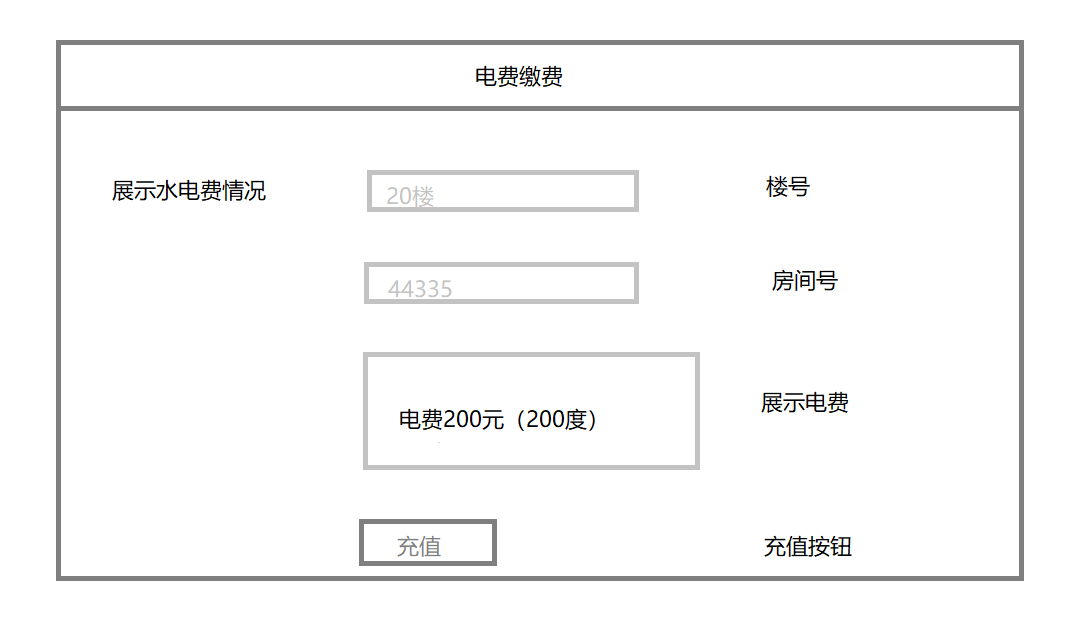 电费缴费
展示水电费情况
20楼
楼号
44335
房间号
电费200元（200度）
展示电费
充值
充值按钮